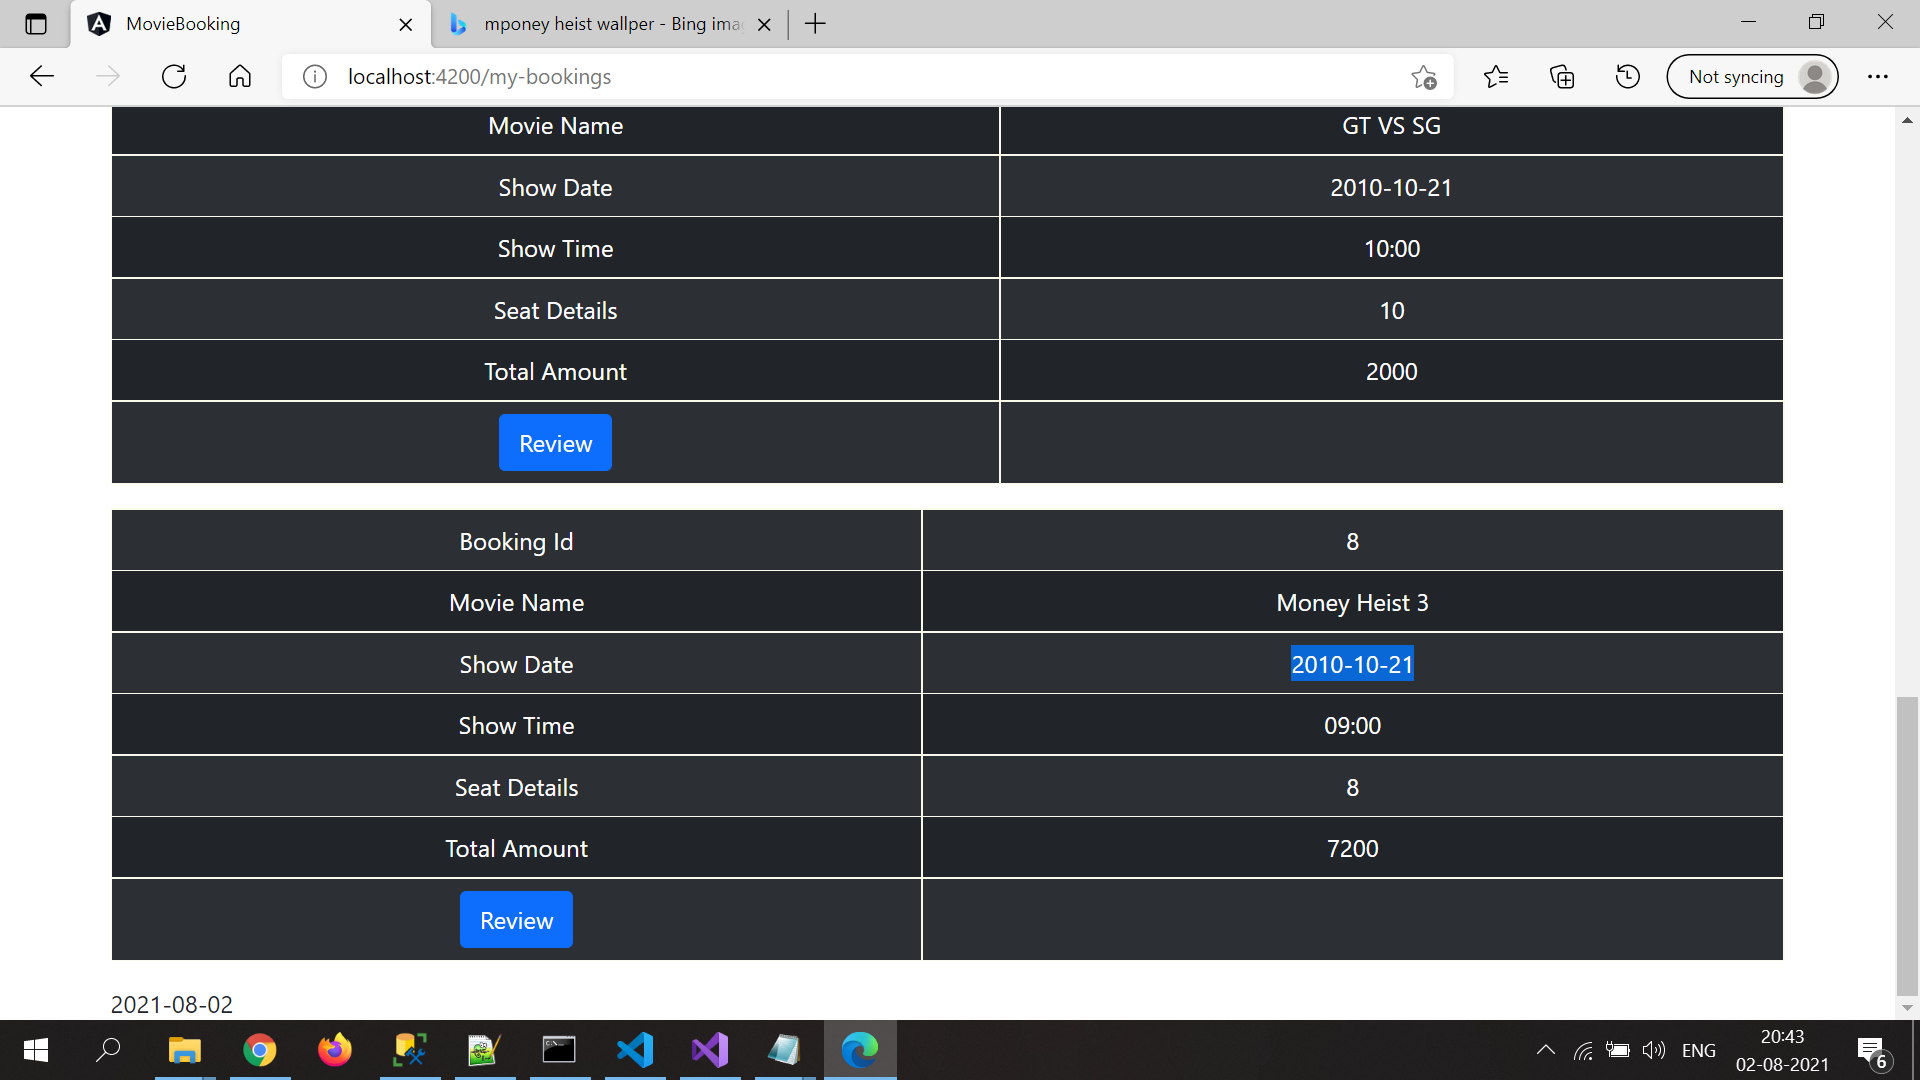 MovieBooking
mponey heist wallper - Bing ima
localhost:4200/my-bookings
Not syncing
Movie Name GT VS SG
Show Date 2010-10-21
Show Time 10:00
Seat Details 10
Total Amount 2000
Review
Booking Id 8
Movie Name Money Heist 3
Show Date 2010-10-21
Show Time 09:00
Seat Details 8
Total Amount 7200
Review
2021-08-02
ENG
20:43
02-08-2021
6